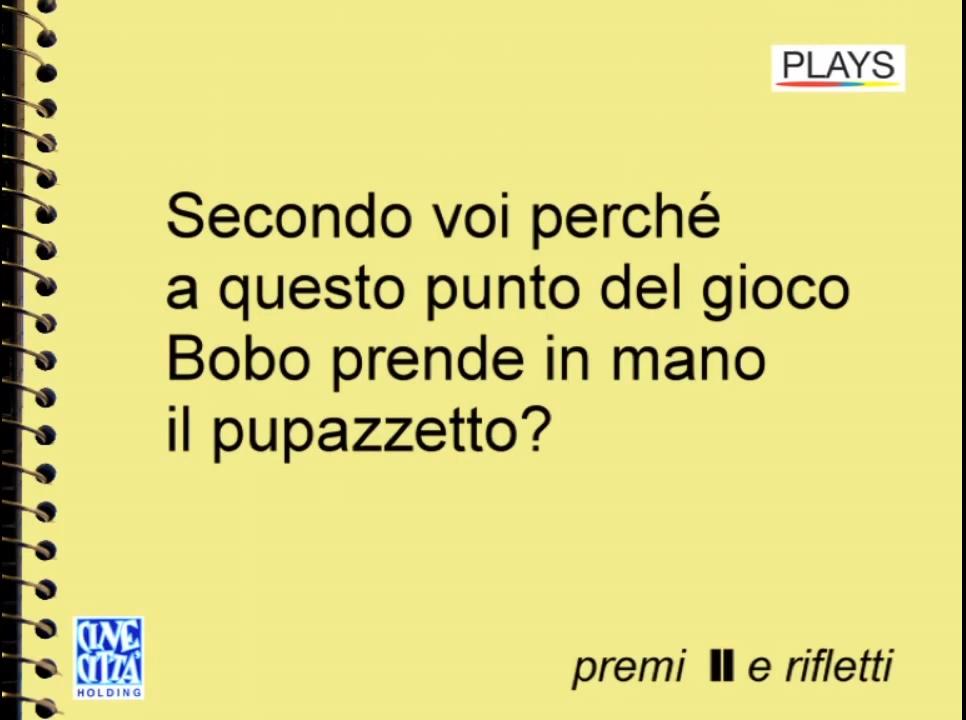 PLAYS
Secondo voi perché
a questo punto del gioco
Bobo prende in mano
il pupazzetto?
CINE
CITTÀ
HOLDING
premi II e rifletti